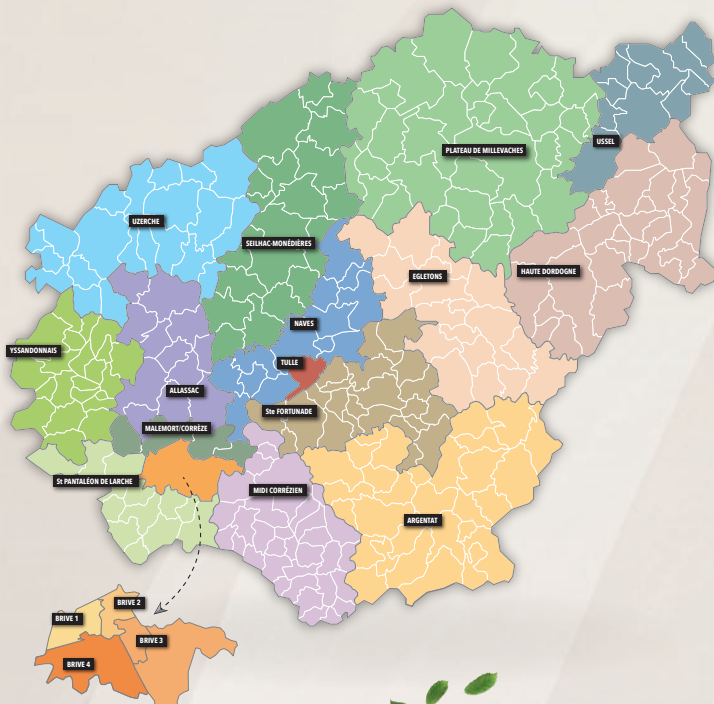 PLATEAU DE MILLEVACHES
USSEL
UZERCHE
SEILHAC-MONÉDIÈRES
EGLETONS
HAUTE DORDOGNE
NAVES
YSSANDONNAIS
TULLE
ALLASSAC
Ste FORTUNADE
MALEMORT/CORRÈZE
St PANTALÉON DE LARCHE
MIDI CORRÉZIEN
ARGENTAT
BRIVE 2
BRIVE 1
BRIVE 3
BRIVE 4